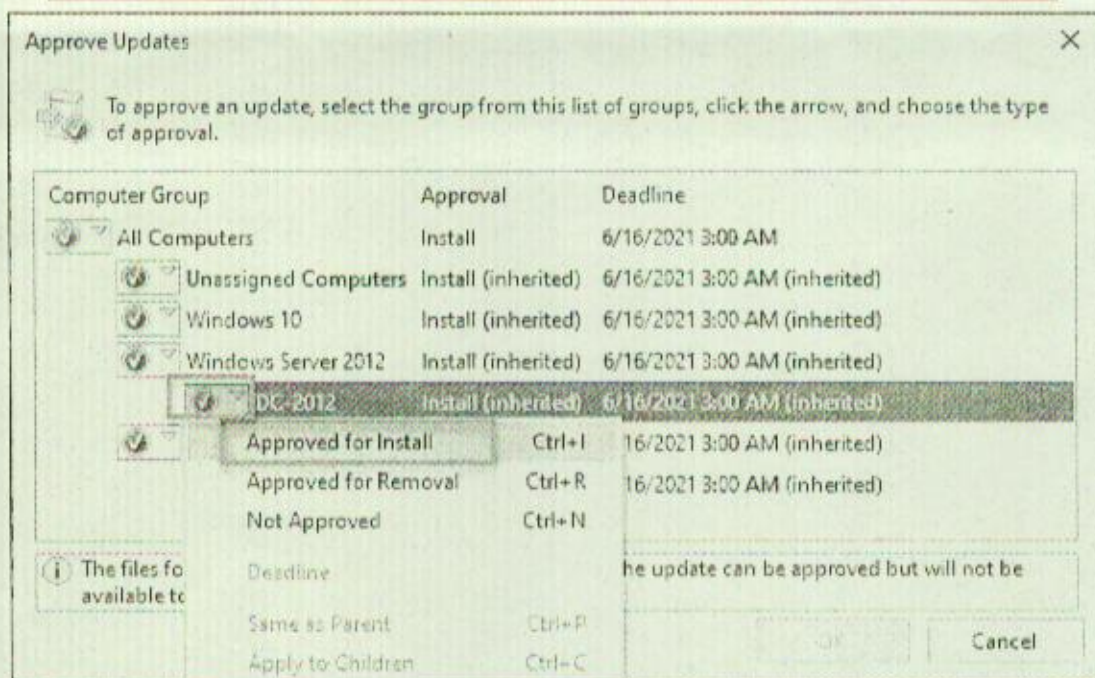 Approve Updates
To approve an update, select the group from this list of groups, click the arrow, and choose the type
of approval.
Computer Group Approval Deadline
All Computers Install 6/16/2021 3:00 AM
Unassigned Computers Install (inherited) 6/16/2021 3:00 AM (inherited)
Windows 10 Install (inherited) 6/16/2021 3:00 AM (inherited)
Windows Server 2012 Install (inherited) 6/16/2021 3:00 AM (inherited)
DC-2012 Install (inherited) 6/16/2021 3:00 AM (inherited)
Approved for Install Ctrl+I 16/2021 3:00 AM (inherited)
Approved for Removal Ctrl+R 16/2021 3:00 AM (inherited)
Not Approved Ctrl+N
The files fo Deadline he update can be approved but will not be
available to
Same as Parent Ctrl+P
OK Cancel
Apply to Children Ctrl+C